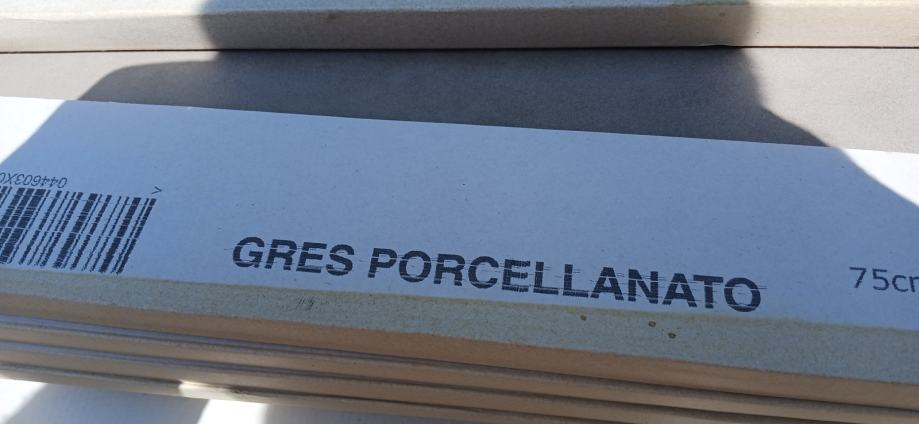 044603X0
<
GRES PORCELLANATO
75cm